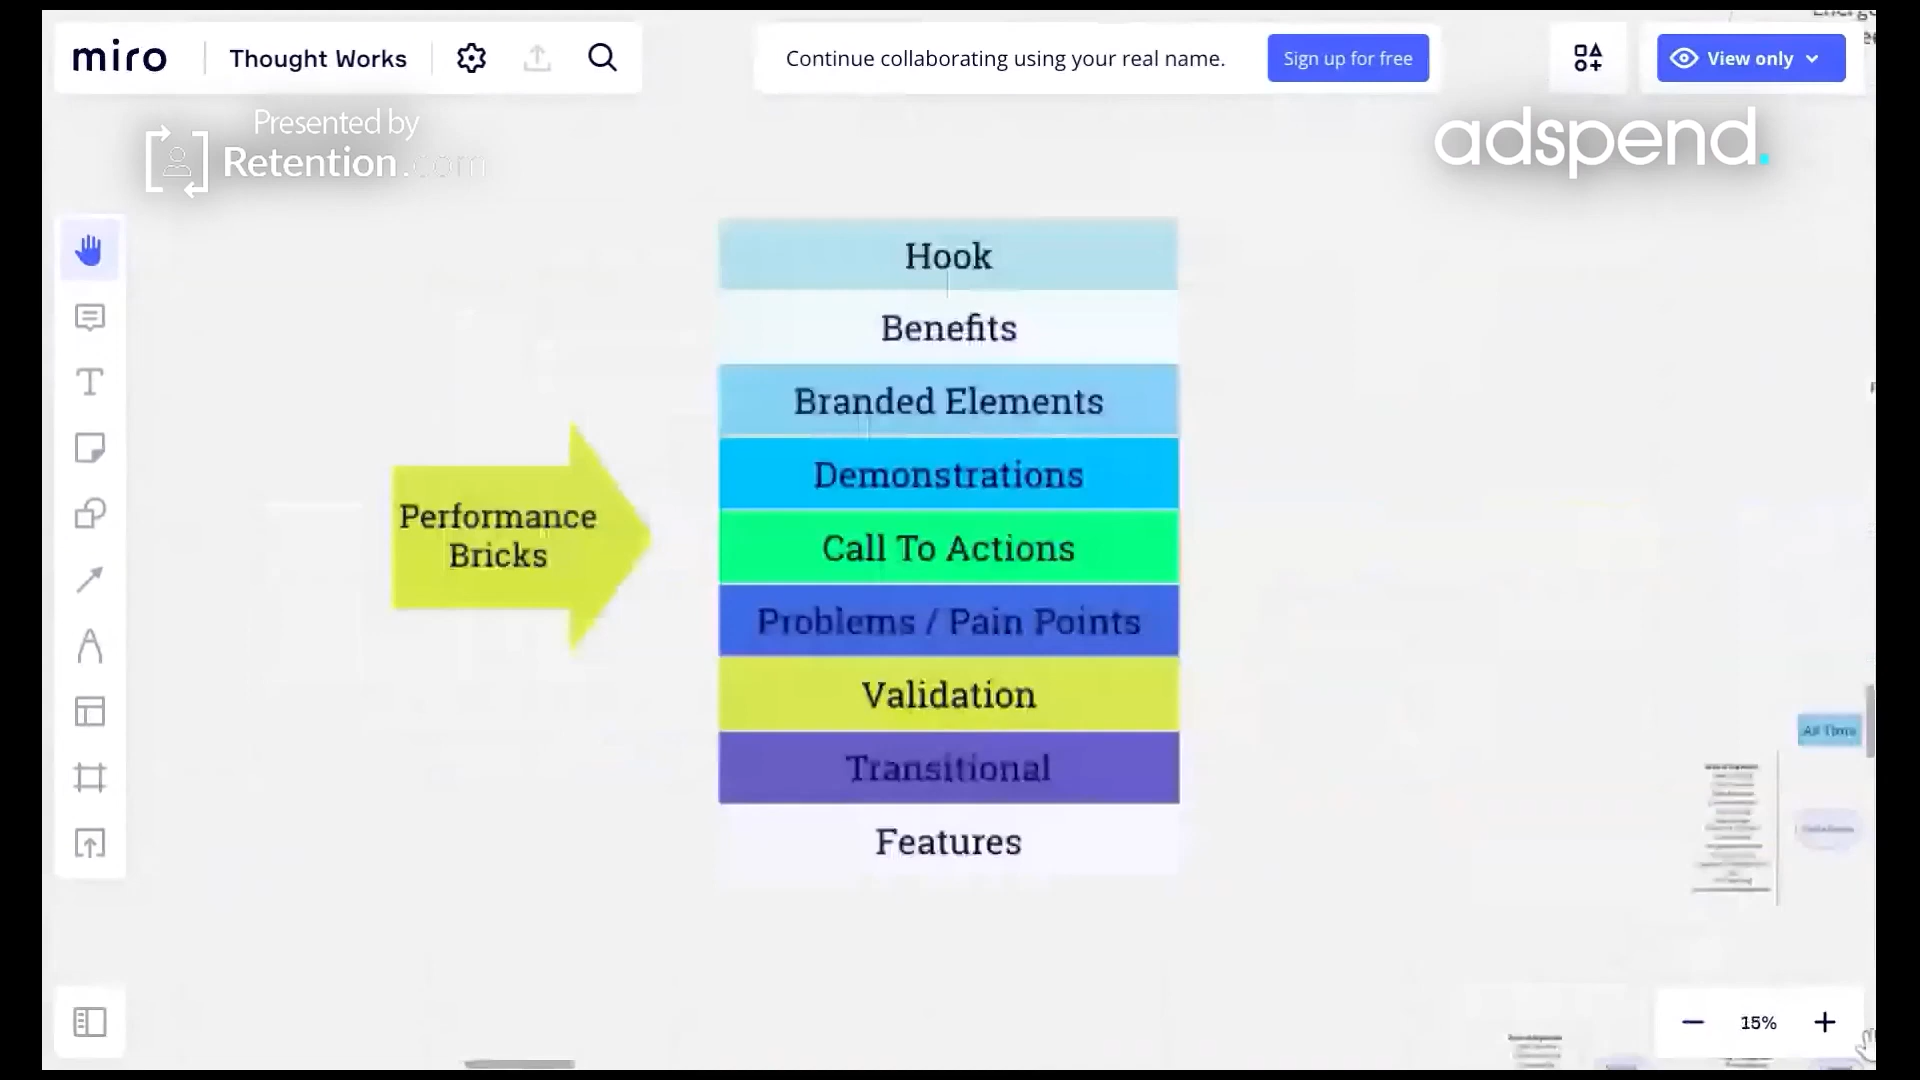 miro
Thought Works
Continue collaborating using your real name.
Sign up for free
View only
Presented by
Retention.com
adspend.
Hook
Benefits
Branded Elements
Demonstrations
Call To Actions
Problems / Pain Points
Validation
Transitional
Features
Performance
Bricks
15%